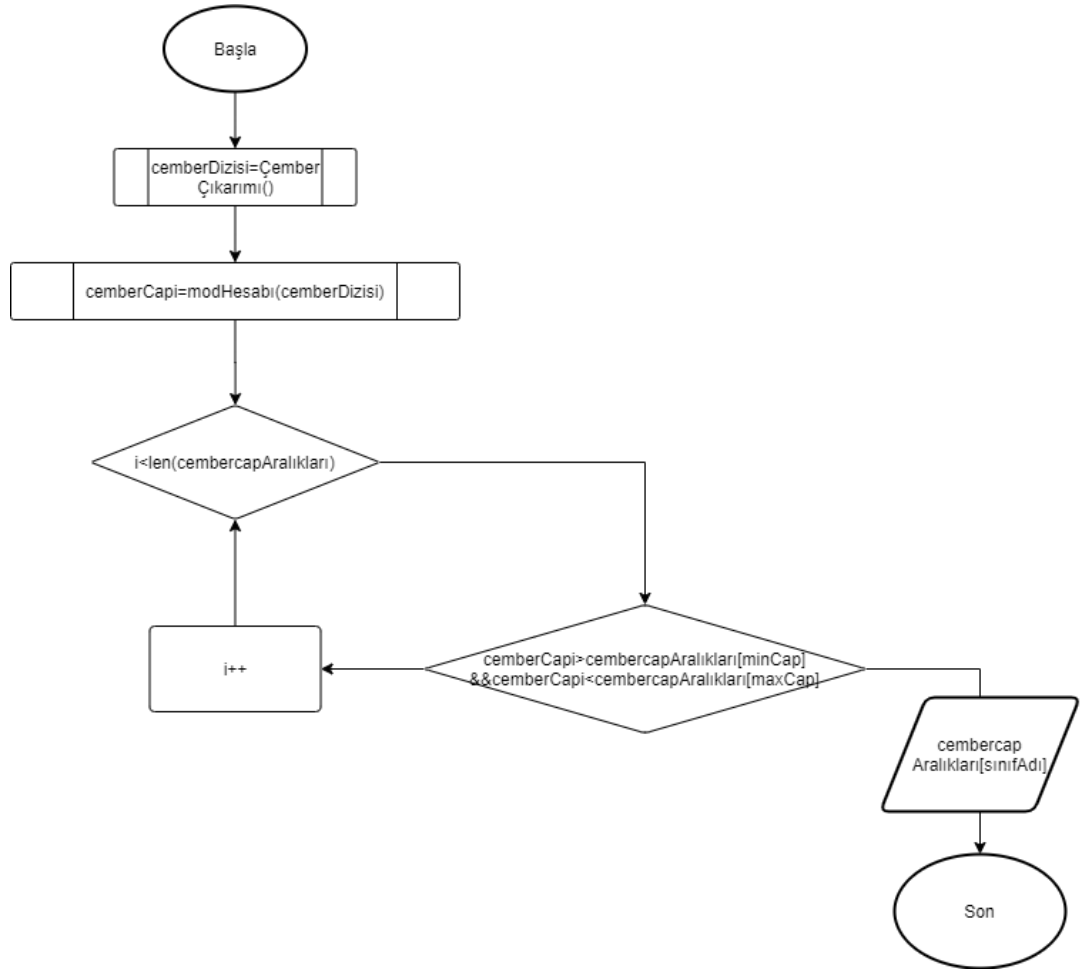 Başla
cemberDizisi=Çember
Çıkarımı()
cemberCapi=modHesabı(cemberDizisi)
i<len(cembercapAralıkları)
cemberCapi>cembercapAralıkları[minCap]
&&cemberCapi<cembercapAralıkları[maxCap]
i++
cembercap
Aralıkları[sınıfAdı]
Son